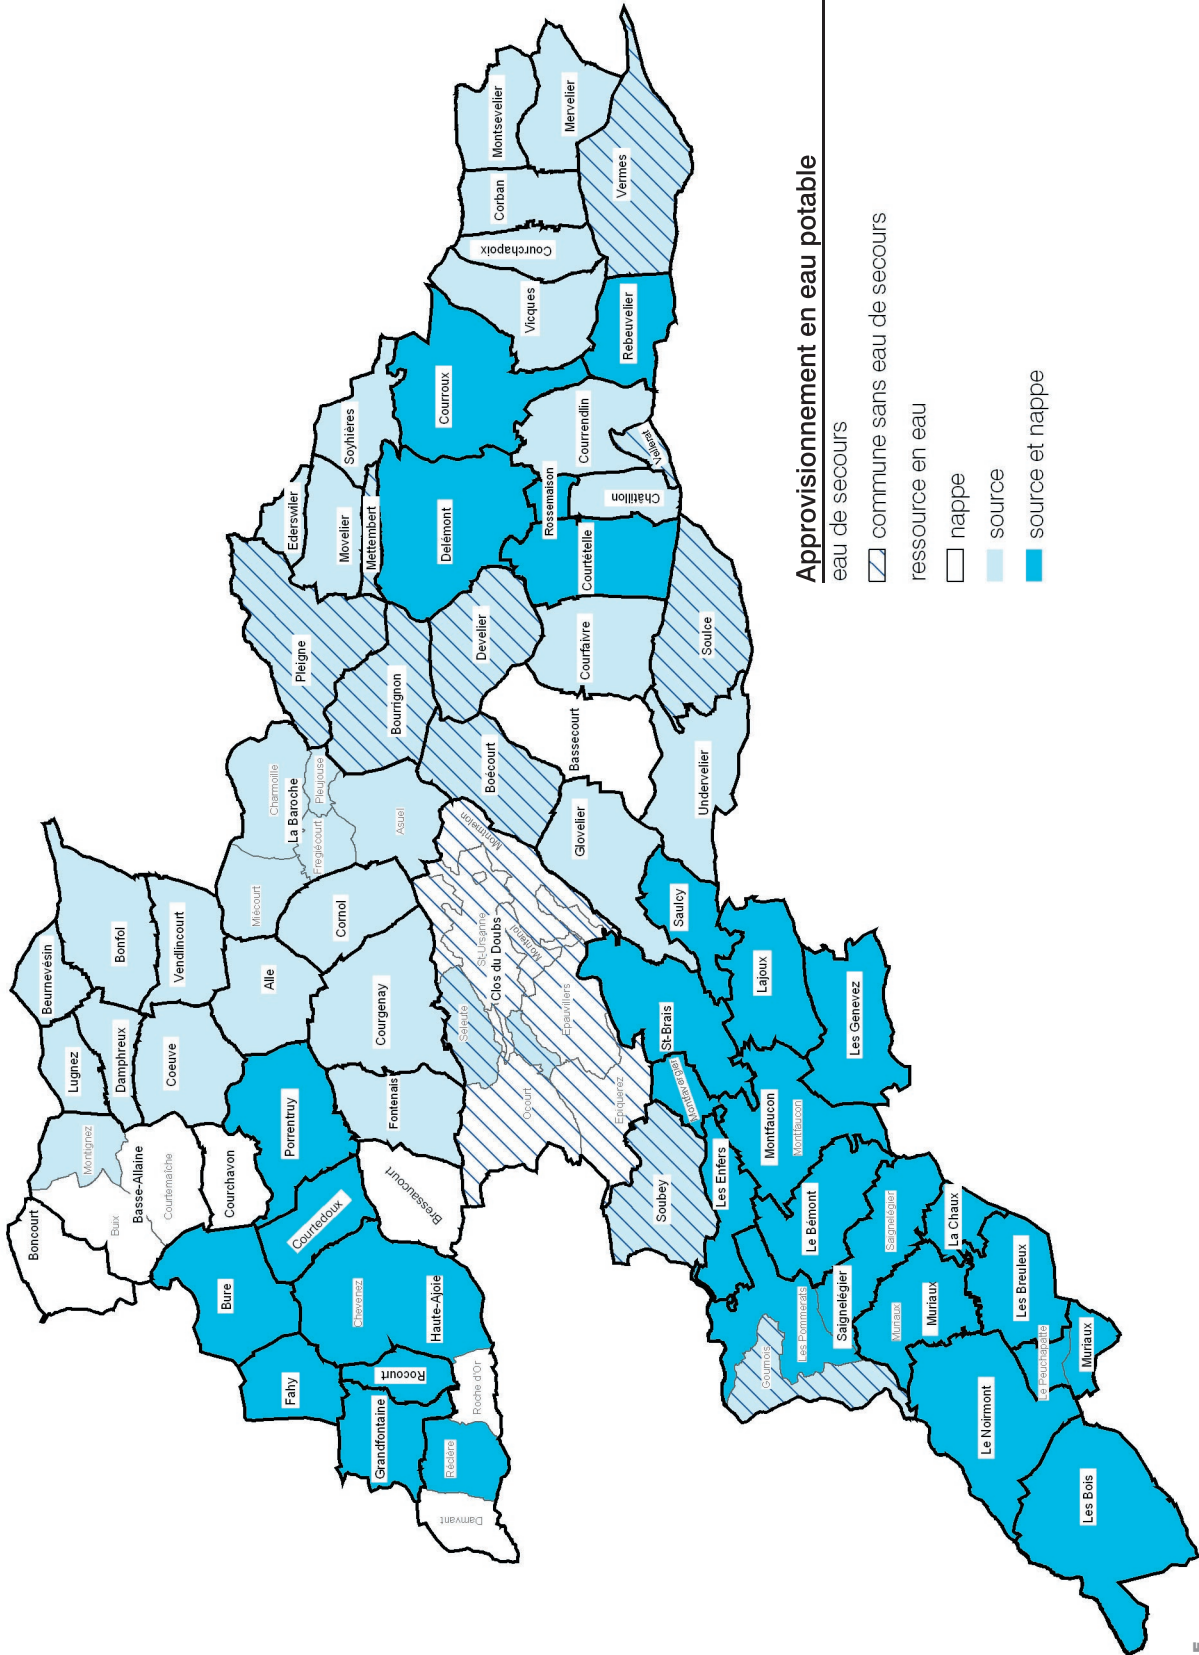 Approvisionnement en eau potable
eau de secours
commune sans eau de secours
ressource en eau
nappe
source
source et nappe
Boncourt
Buix
Basse-Allaine
Courtemaîche
Montignez
Lugnez
Damphreux
Beurnevésin
Bonfol
Vendlincourt
Coeuve
Courchavon
Porrentruy
Alle
Miécourt
Charmoille
La Baroche
Fregiécourt
Pleujouse
Asuel
Cornol
Courgenay
Fontenais
Bressaucourt
Courtedoux
Bure
Fahy
Chevenez
Haute-Ajoie
Rocourt
Grandfontaine
Roche d'Or
Réclère
Damvant
Seleute
St-Ursanne
Clos du Doubs
Montenol
Montmelon
Ocourt
Epauvillers
Epiquerez
Soubey
Pleigne
Bourrignon
Develier
Boécourt
Bassecourt
Glovelier
Undervelier
Soulce
Courfaivre
Courtételle
Delémont
Mettembert
Movelier
Ederswiler
Soyhières
Courroux
Rossemaison
Châtillon
Courrendlin
Vellerat
Rebeuvelier
Vicques
Courchapoix
Corban
Montsevelier
Mervelier
Vermes
Saulcy
St-Brais
Lajoux
Les Genevez
Montfavergier
Montfaucon
Montfaucon
Les Enfers
Le Bémont
Saignelégier
Saignelégier
Les Pommerats
Goumois
Muriaux
Muriaux
La Chaux
Les Breuleux
Le Peuchapatte
Muriaux
Le Noirmont
Les Bois